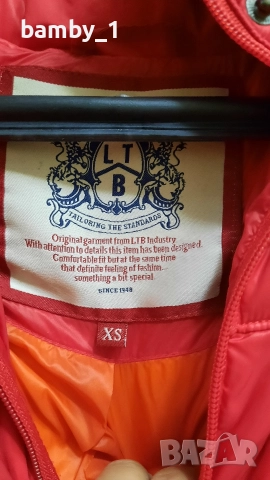 bamby_1
LT
B
TAILORING THE STANDARDS
Original garment from LTB Industry
With attention to details this item has been designed.
Comfortable fit but at the same time
that definite feeling of fashion...
something a bit special.
SINCE 1948
XS
BAZAR